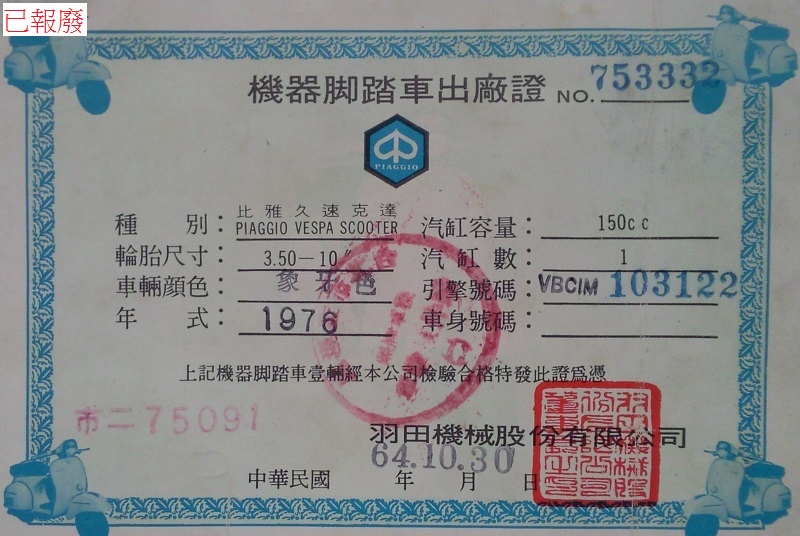 已報廢
機器脚踏車出廠證 NO. 753332
PIAGGIO
種 別： 比雅久速克達 PIAGGIO VESPA SCOOTER
汽缸容量： 150cc
輪胎尺寸： 3.50－10″
汽缸數： 1
車輛顏色： 象牙色
引擎號碼： VBCIM 103122
年 式： 1976
車身號碼：
上記機器脚踏車壹輛經本公司檢驗合格特發此證為憑
市二75091
羽田機械股份有限公司
中華民國 64.10.30 年 月 日